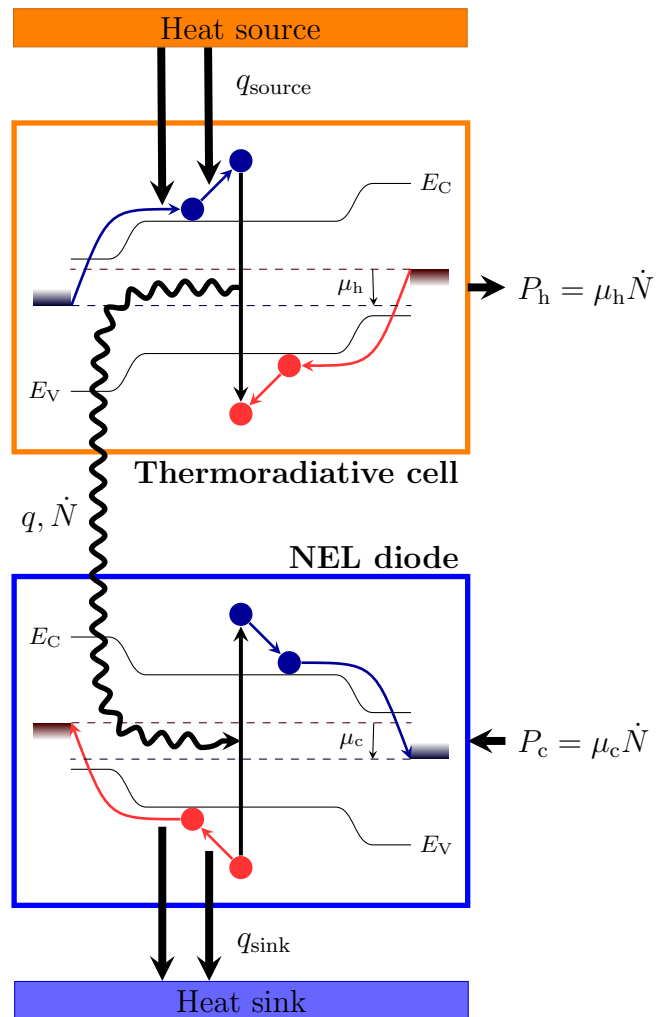 Heat source
q_source
E_C
μ_h
P_h = μ_h Ṅ
E_V
Thermoradiative cell
q, Ṅ
NEL diode
E_C
μ_c
P_c = μ_c Ṅ
E_V
q_sink
Heat sink